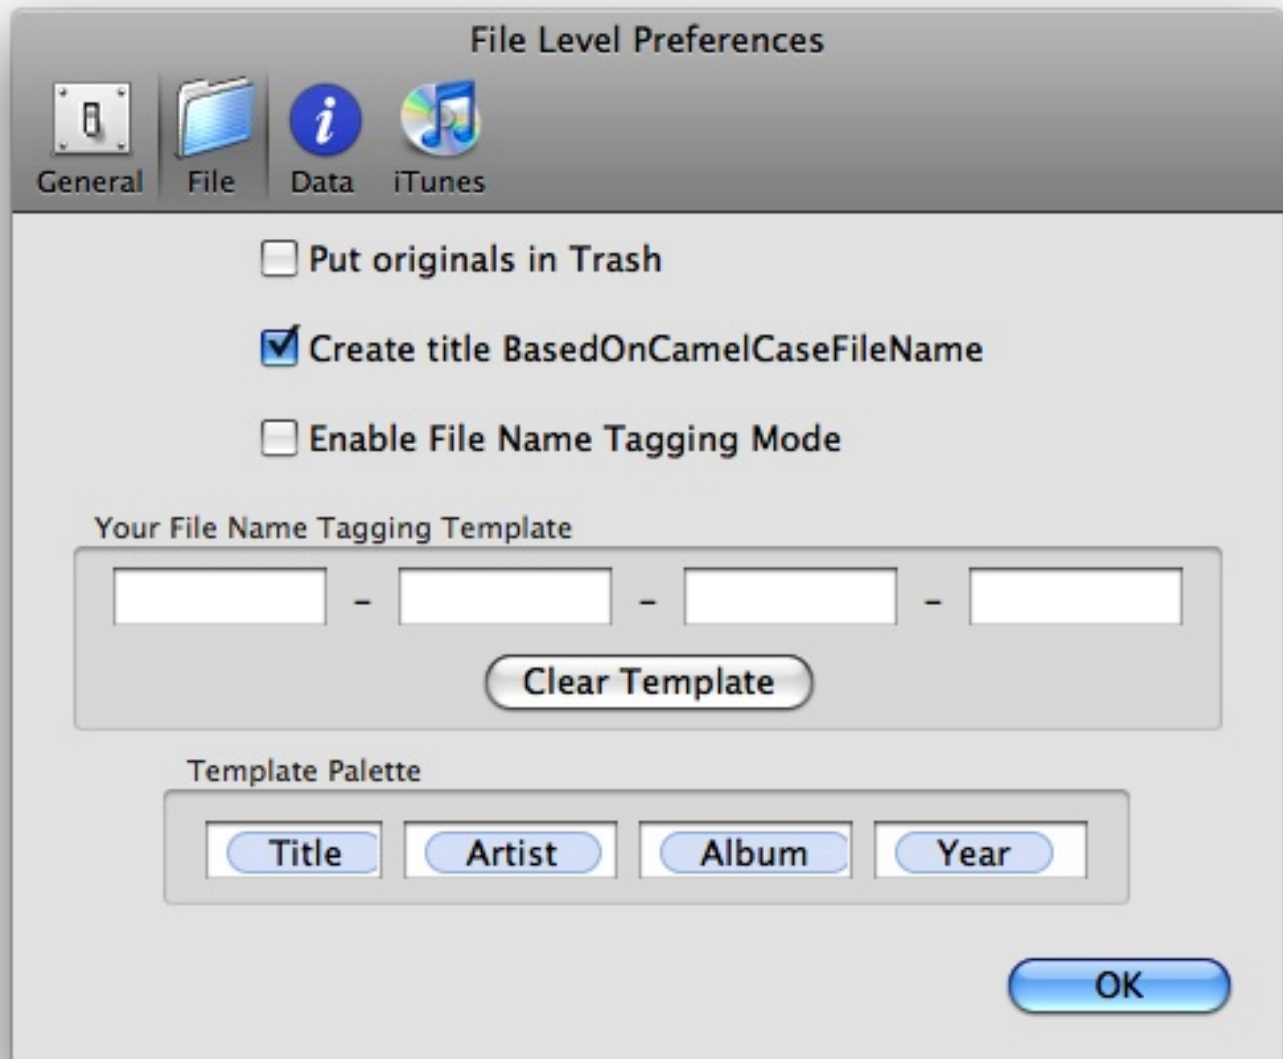 File Level Preferences
General File Data iTunes
Put originals in Trash
Create title BasedOnCamelCaseFileName
Enable File Name Tagging Mode
Your File Name Tagging Template
- - -
Clear Template
Template Palette
Title Artist Album Year
OK